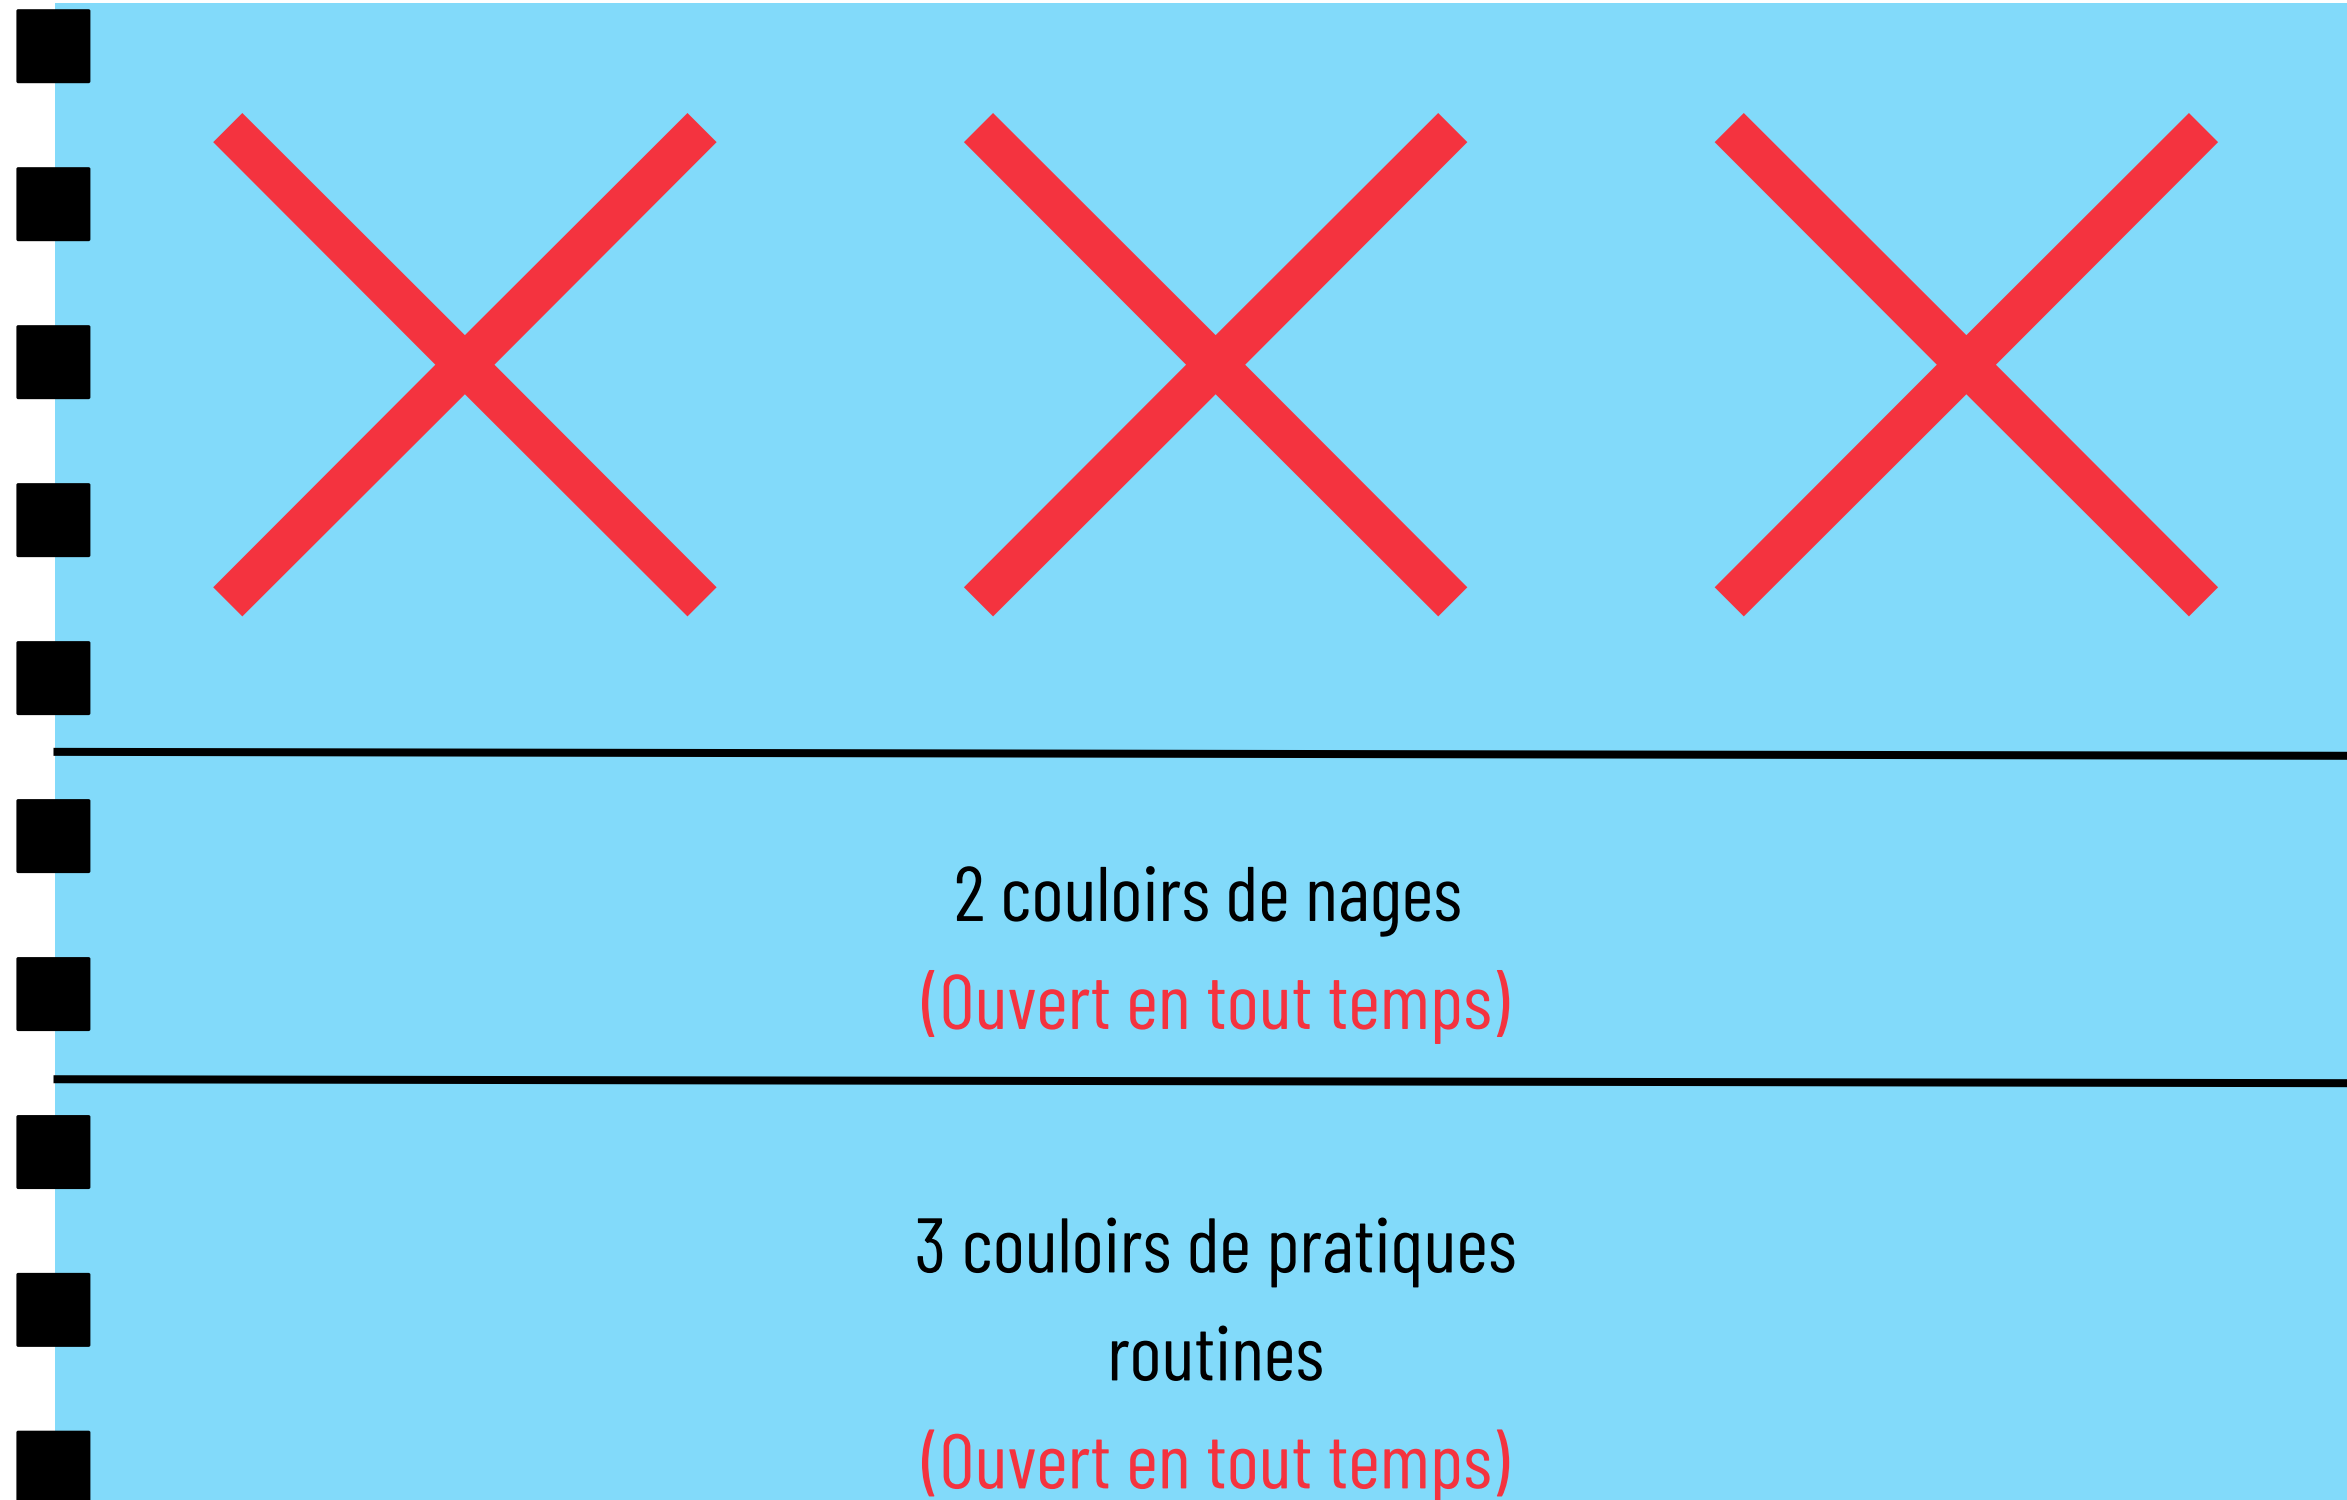 2 couloirs de nages
(Ouvert en tout temps)
3 couloirs de pratiques
routines
(Ouvert en tout temps)